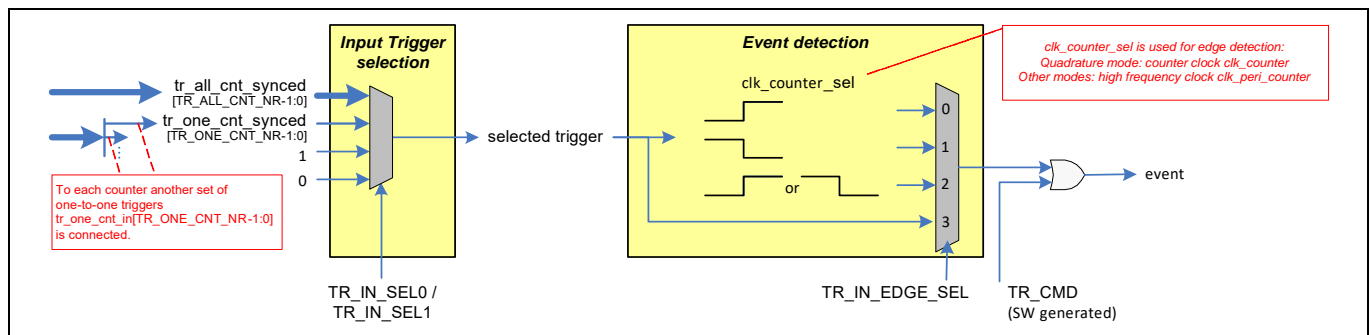 Input Trigger
selection
Event detection
clk_counter_sel is used for edge detection:
Quadrature mode: counter clock clk_counter
Other modes: high frequency clock clk_peri_counter
tr_all_cnt_synced
[TR_ALL_CNT_NR-1:0]
tr_one_cnt_synced
[TR_ONE_CNT_NR-1:0]
1
0
To each counter another set of
one-to-one triggers
tr_one_cnt_in[TR_ONE_CNT_NR-1:0]
is connected.
selected trigger
clk_counter_sel
or
0
1
2
3
event
TR_IN_SEL0 /
TR_IN_SEL1
TR_IN_EDGE_SEL
TR_CMD
(SW generated)